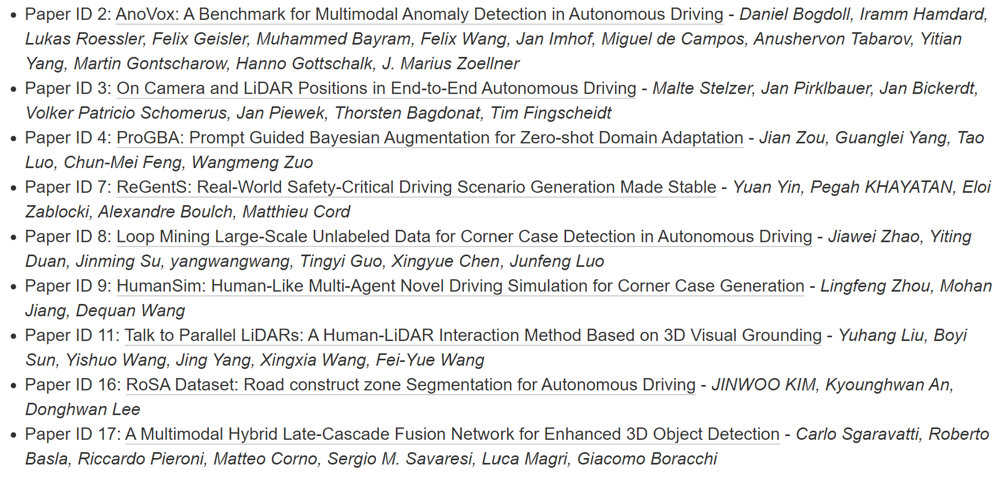 • Paper ID 2: AnoVox: A Benchmark for Multimodal Anomaly Detection in Autonomous Driving - Daniel Bogdoll, Iramm Hamdard,
Lukas Roessler, Felix Geisler, Muhammed Bayram, Felix Wang, Jan Imhof, Miguel de Campos, Anushervon Tabarov, Yitian
Yang, Martin Gontscharow, Hanno Gottschalk, J. Marius Zoellner
• Paper ID 3: On Camera and LiDAR Positions in End-to-End Autonomous Driving - Malte Stelzer, Jan Pirklbauer, Jan Bickerdt,
Volker Patricio Schomerus, Jan Piewek, Thorsten Bagdonat, Tim Fingscheidt
• Paper ID 4: ProGBA: Prompt Guided Bayesian Augmentation for Zero-shot Domain Adaptation - Jian Zou, Guanglei Yang, Tao
Luo, Chun-Mei Feng, Wangmeng Zuo
• Paper ID 7: ReGentS: Real-World Safety-Critical Driving Scenario Generation Made Stable - Yuan Yin, Pegah KHAYATAN, Eloi
Zablocki, Alexandre Boulch, Matthieu Cord
• Paper ID 8: Loop Mining Large-Scale Unlabeled Data for Corner Case Detection in Autonomous Driving - Jiawei Zhao, Yiting
Duan, Jinming Su, yangwangwang, Tingyi Guo, Xingyue Chen, Junfeng Luo
• Paper ID 9: HumanSim: Human-Like Multi-Agent Novel Driving Simulation for Corner Case Generation - Lingfeng Zhou, Mohan
Jiang, Dequan Wang
• Paper ID 11: Talk to Parallel LiDARs: A Human-LiDAR Interaction Method Based on 3D Visual Grounding - Yuhang Liu, Boyi
Sun, Yishuo Wang, Jing Yang, Xingxia Wang, Fei-Yue Wang
• Paper ID 16: RoSA Dataset: Road construct zone Segmentation for Autonomous Driving - JINWOO KIM, Kyounghwan An,
Donghwan Lee
• Paper ID 17: A Multimodal Hybrid Late-Cascade Fusion Network for Enhanced 3D Object Detection - Carlo Sgaravatti, Roberto
Basla, Riccardo Pieroni, Matteo Corno, Sergio M. Savaresi, Luca Magri, Giacomo Boracchi